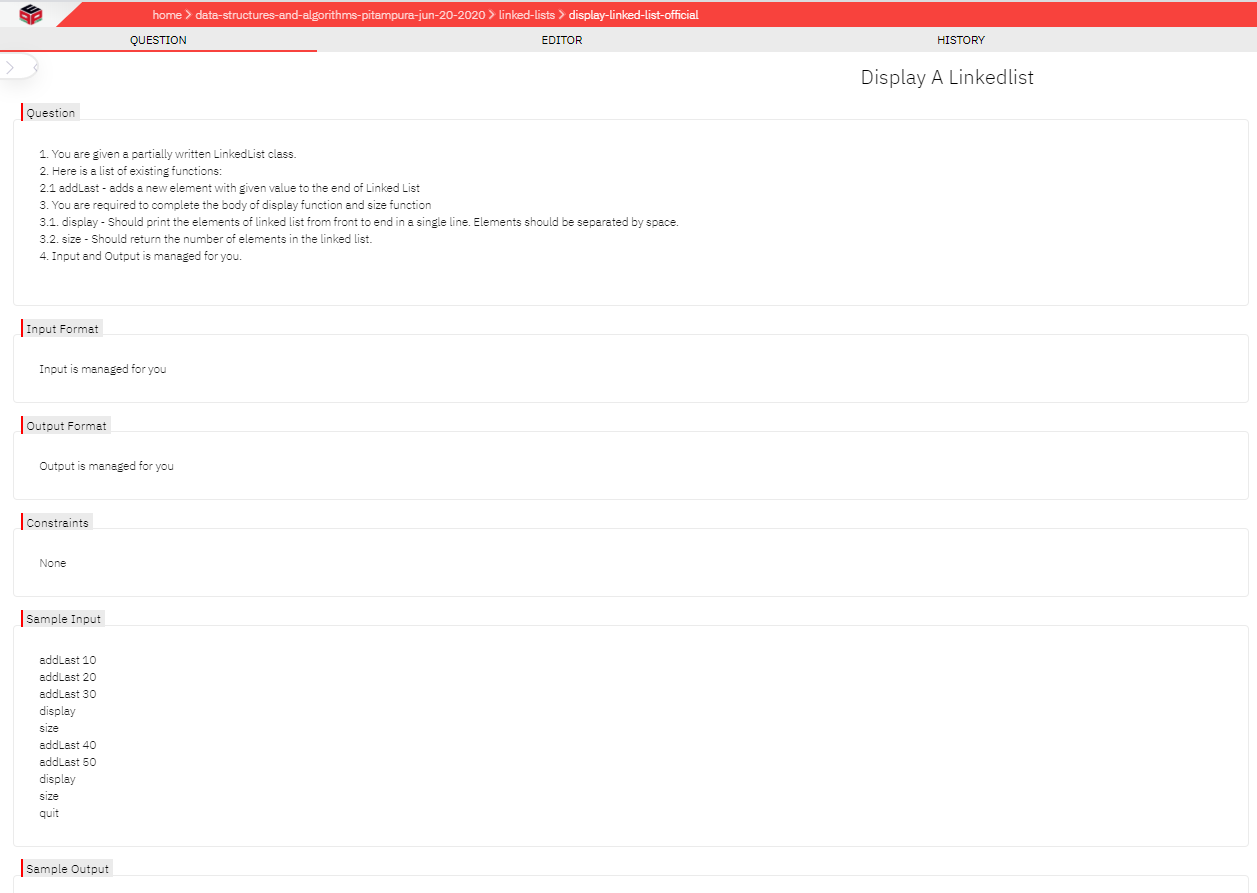 home > data-structures-and-algorithms-pitampura-jun-20-2020 > linked-lists > display-linked-list-official
QUESTION EDITOR HISTORY
Display A Linkedlist
Question
1. You are given a partially written LinkedList class.
2. Here is a list of existing functions:
2.1 addLast - adds a new element with given value to the end of Linked List
3. You are required to complete the body of display function and size function
3.1. display - Should print the elements of linked list from front to end in a single line. Elements should be separated by space.
3.2. size - Should return the number of elements in the linked list.
4. Input and Output is managed for you.
Input Format
Input is managed for you
Output Format
Output is managed for you
Constraints
None
Sample Input
addLast 10
addLast 20
addLast 30
display
size
addLast 40
addLast 50
display
size
quit
Sample Output